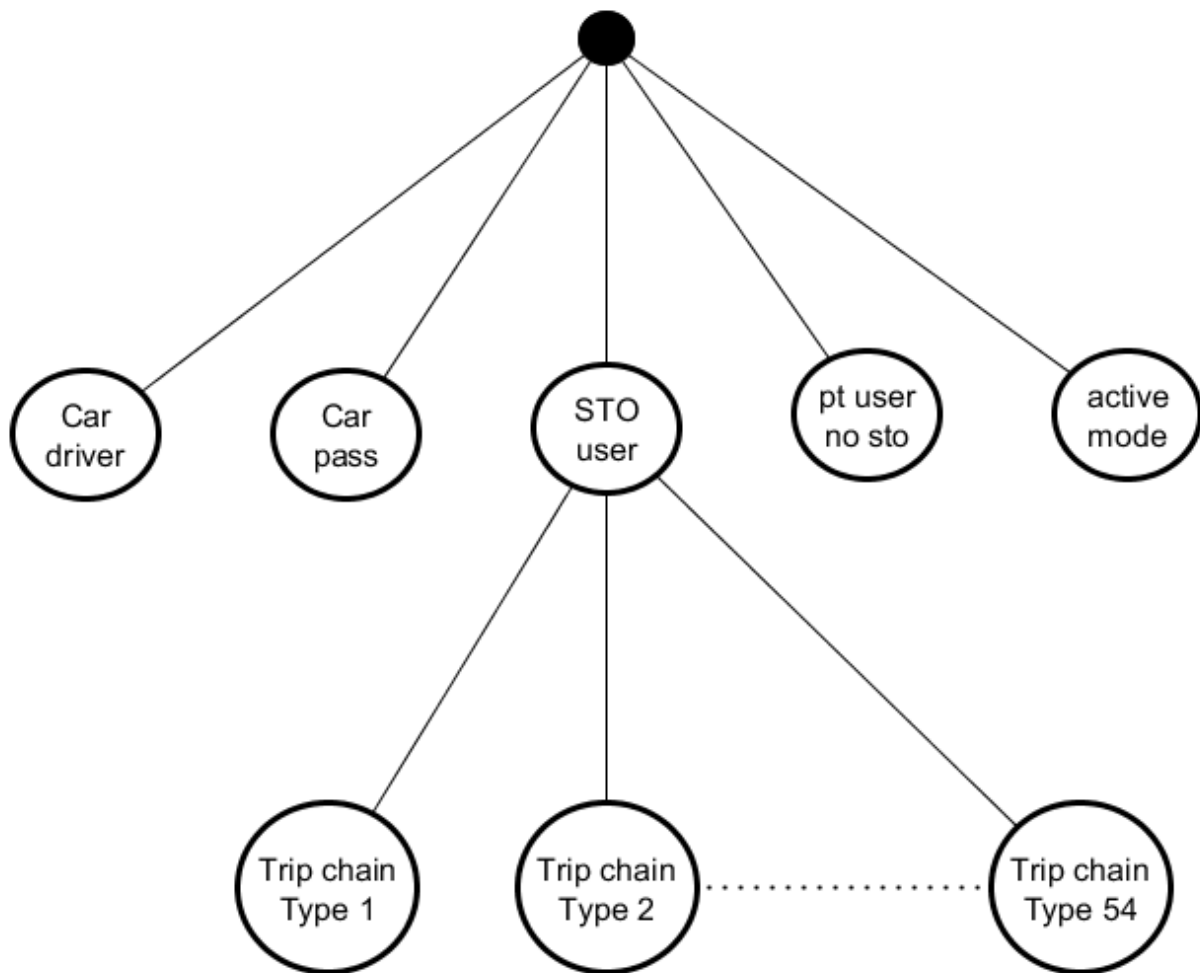 Car
driver
Car
pass
STO
user
pt user
no sto
active
mode
Trip chain
Type 1
Trip chain
Type 2
Trip chain
Type 54